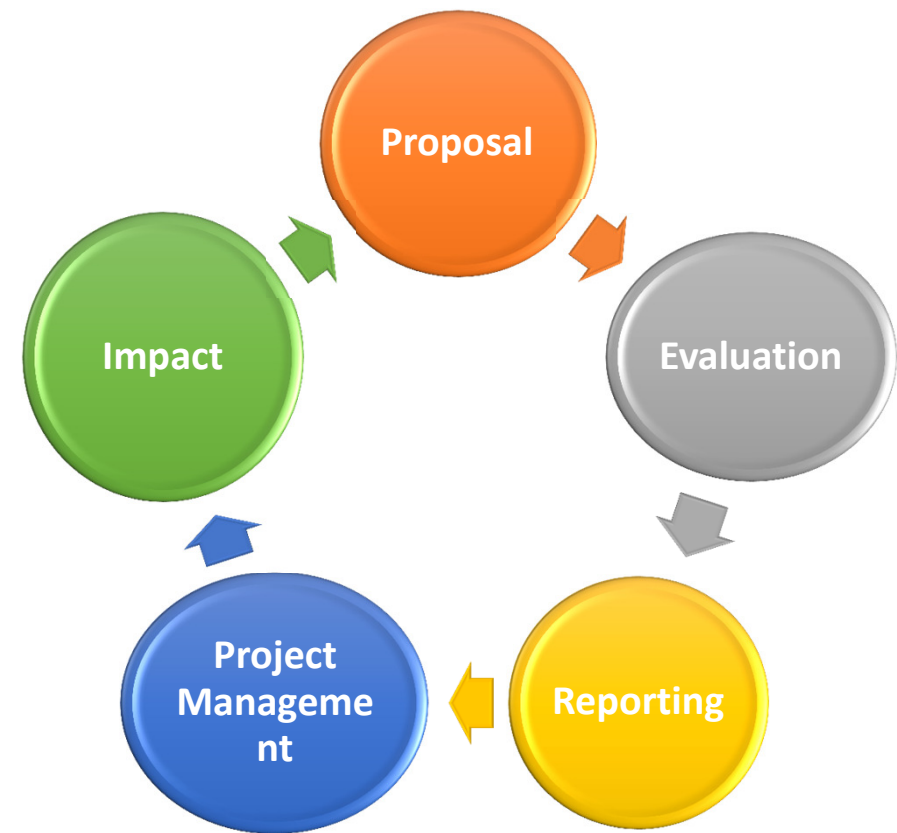 Proposal
Evaluation
Reporting
Project
Manageme
nt
Impact